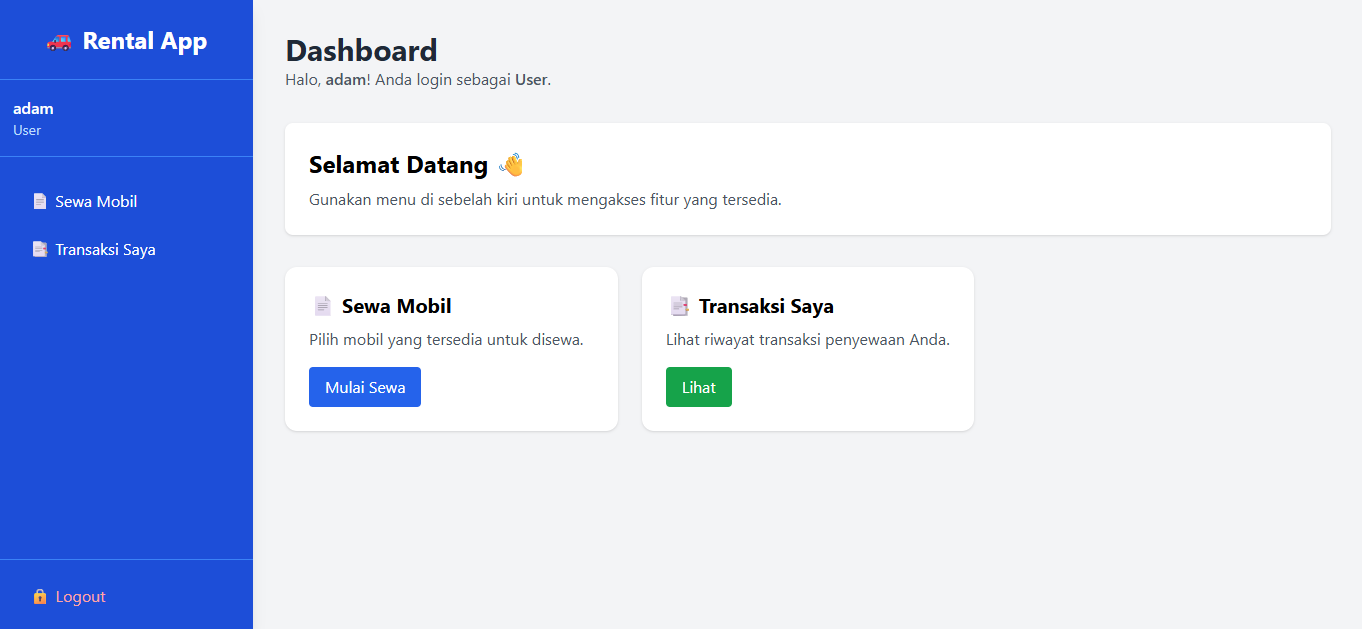 Rental App
adam
User
Sewa Mobil
Transaksi Saya
Logout
Dashboard
Halo, adam! Anda login sebagai User.
Selamat Datang 👋
Gunakan menu di sebelah kiri untuk mengakses fitur yang tersedia.
Sewa Mobil
Pilih mobil yang tersedia untuk disewa.
Mulai Sewa
Transaksi Saya
Lihat riwayat transaksi penyewaan Anda.
Lihat